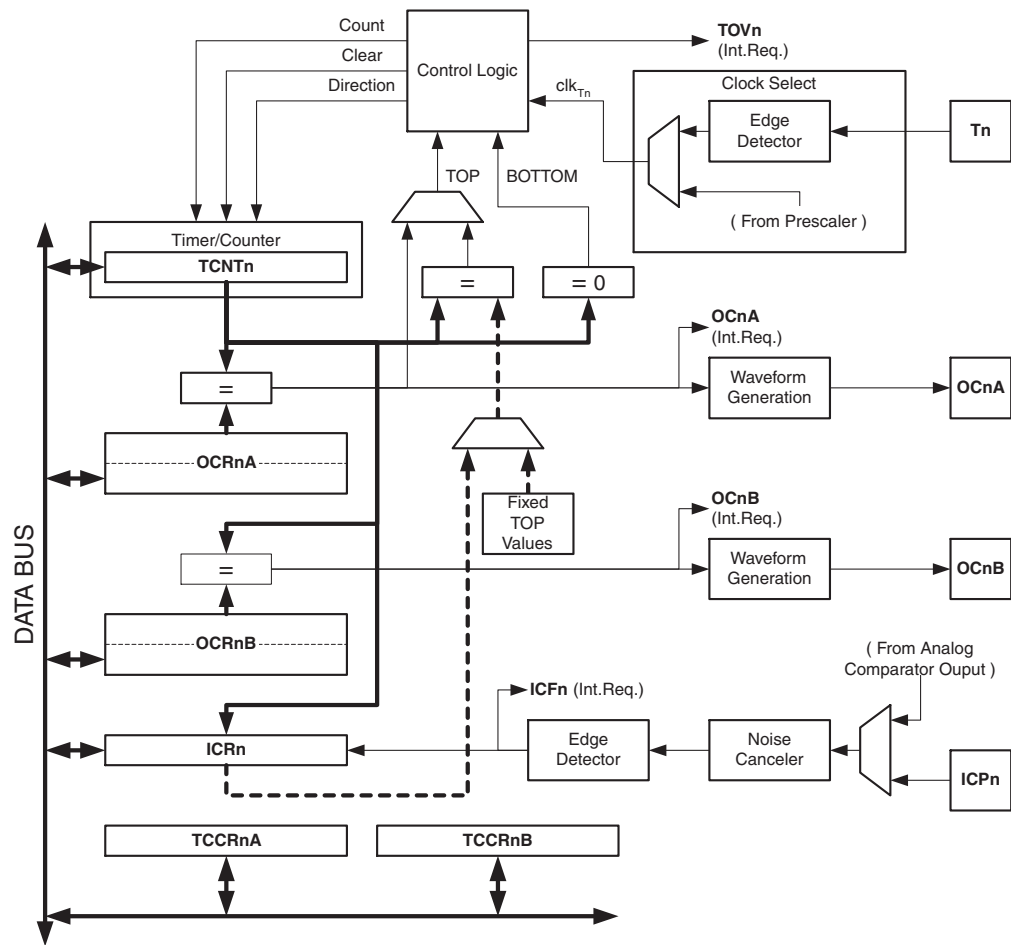 Count
Clear
Direction
Control Logic
TOVn
(Int.Req.)
clkTn
Clock Select
Edge
Detector
Tn
( From Prescaler )
TOP
BOTTOM
Timer/Counter
TCNTn
=
= 0
OCnA
(Int.Req.)
=
Waveform
Generation
OCnA
OCRnA
Fixed
TOP
Values
OCnB
(Int.Req.)
=
Waveform
Generation
OCnB
DATA BUS
OCRnB
( From Analog
Comparator Ouput )
ICFn (Int.Req.)
ICRn
Edge
Detector
Noise
Canceler
ICPn
TCCRnA
TCCRnB